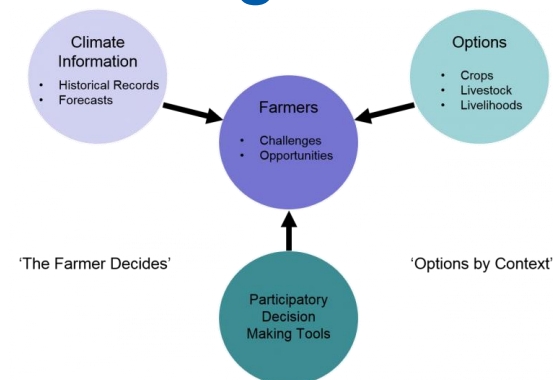 Climate
Information
• Historical Records
• Forecasts
Options
• Crops
• Livestock
• Livelihoods
Farmers
• Challenges
• Opportunities
'The Farmer Decides'
'Options by Context'
Participatory
Decision
Making Tools